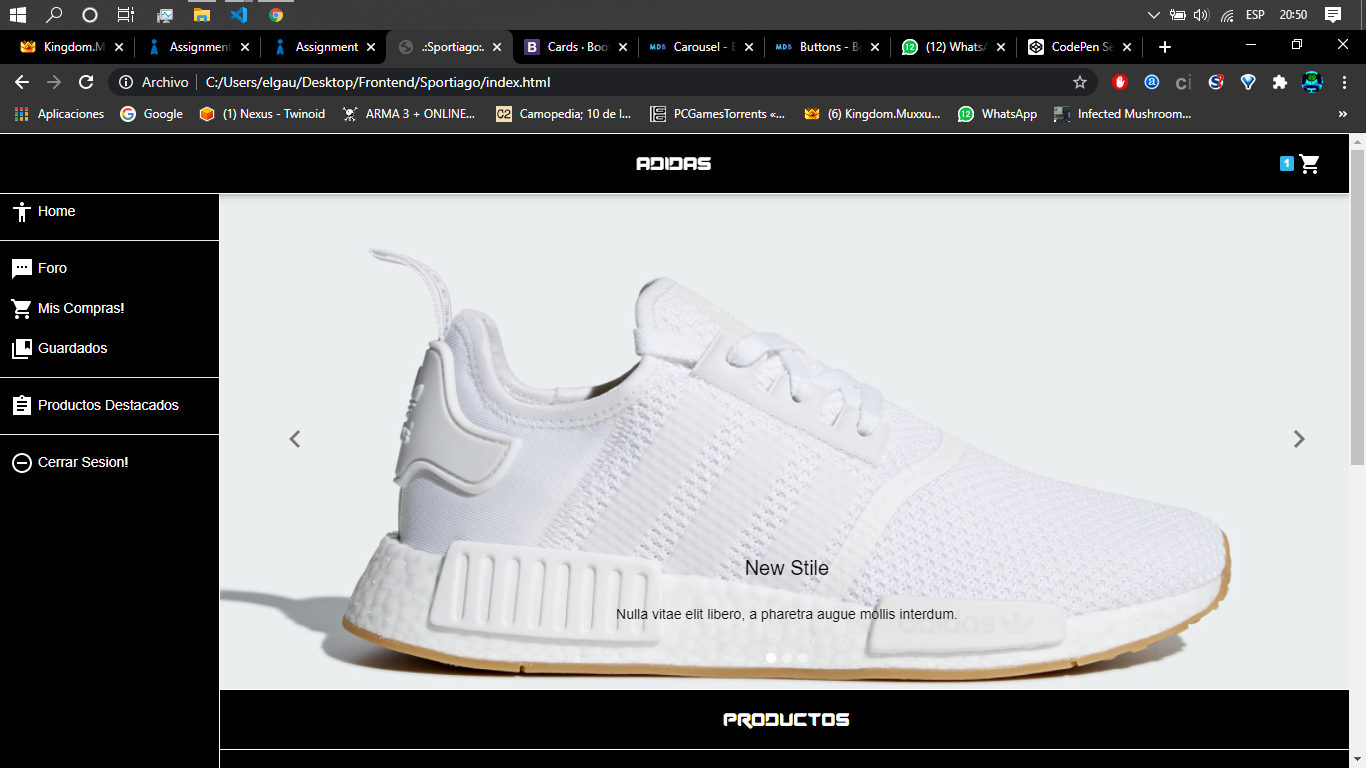 ESP 20:50
Kingdom.M Assignment Assignment .:Sportiago:. Cards · Boo Carousel - B Buttons - Bo (12) WhatsA CodePen Se
Archivo C:/Users/elgau/Desktop/Frontend/Sportiago/index.html
Aplicaciones Google (1) Nexus - Twinoid ARMA 3 + ONLINE... Camopedia; 10 de l... PCGamesTorrents «... (6) Kingdom.Muxxu... WhatsApp Infected Mushroom... »
ADIDAS 1
Home
Foro
Mis Compras!
Guardados
Productos Destacados
Cerrar Sesion!
New Stile
Nulla vitae elit libero, a pharetra augue mollis interdum.
adidas
PRODUCTOS